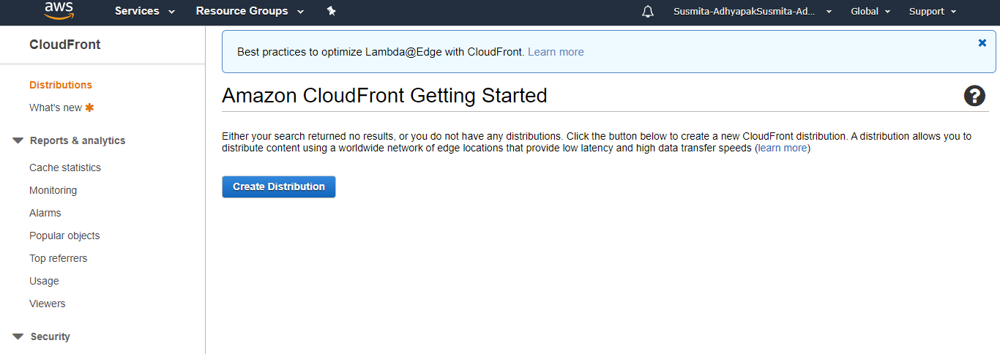 aws
Services
Resource Groups
Susmita-AdhyapakSusmita-Ad...
Global
Support
CloudFront
Distributions
What's new
Reports & analytics
Cache statistics
Monitoring
Alarms
Popular objects
Top referrers
Usage
Viewers
Security
Best practices to optimize Lambda@Edge with CloudFront. Learn more
Amazon CloudFront Getting Started
?
Either your search returned no results, or you do not have any distributions. Click the button below to create a new CloudFront distribution. A distribution allows you to
distribute content using a worldwide network of edge locations that provide low latency and high data transfer speeds (learn more)
Create Distribution